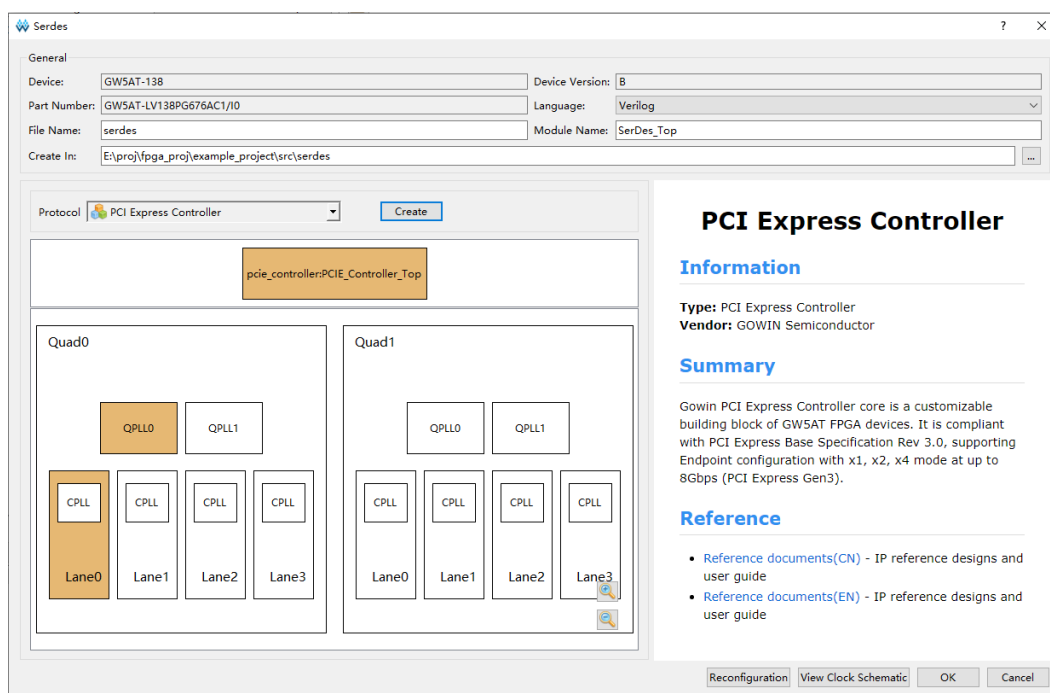 Serdes
?
General
Device: GW5AT-138 Device Version: B
Part Number: GW5AT-LV138PG676AC1/I0 Language: Verilog
File Name: serdes Module Name: SerDes_Top
Create In: E:\proj\fpga_proj\example_project\src\serdes ...
Protocol PCI Express Controller Create
pcie_controller:PCIE_Controller_Top
Quad0 Quad1
QPLL0 QPLL1 QPLL0 QPLL1
CPLL CPLL CPLL CPLL CPLL CPLL CPLL CPLL
Lane0 Lane1 Lane2 Lane3 Lane0 Lane1 Lane2 Lane3
PCI Express Controller
Information
Type: PCI Express Controller
Vendor: GOWIN Semiconductor
Summary
Gowin PCI Express Controller core is a customizable
building block of GW5AT FPGA devices. It is compliant
with PCI Express Base Specification Rev 3.0, supporting
Endpoint configuration with x1, x2, x4 mode at up to
8Gbps (PCI Express Gen3).
Reference
• Reference documents(CN) - IP reference designs and
user guide
• Reference documents(EN) - IP reference designs and
user guide
Reconfiguration View Clock Schematic OK Cancel